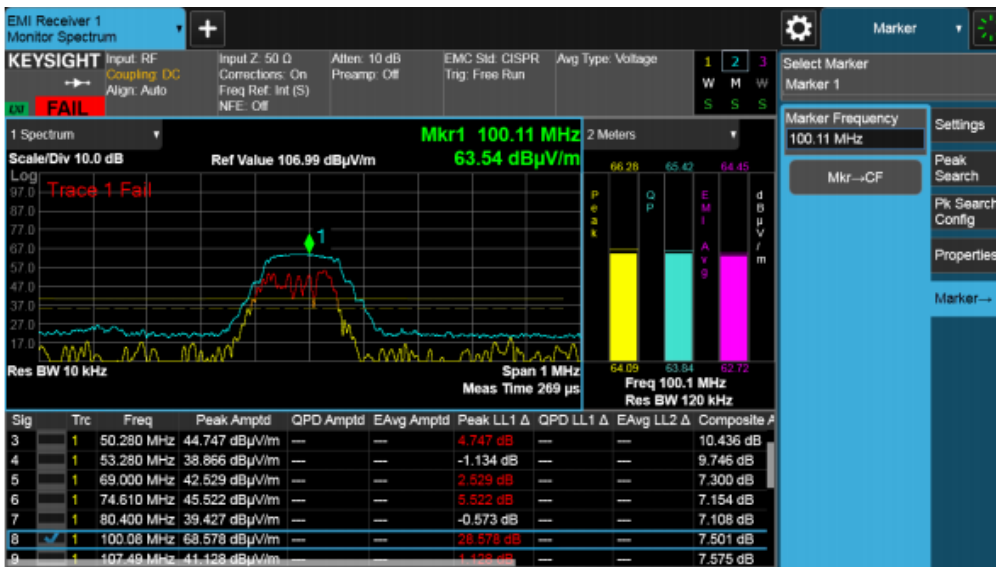 EMI Receiver 1
Monitor Spectrum
Marker
KEYSIGHT
Input: RF
Coupling: DC
Align: Auto
Input Z: 50 Ω
Corrections: On
Freq Ref: Int (S)
NFE: Off
Atten: 10 dB
Preamp: Off
EMC Std: CISPR
Trig: Free Run
Avg Type: Voltage
1 2 3
W M W
S S S
LXI FAIL
Select Marker
Marker 1
Marker Frequency
100.11 MHz
Mkr→CF
Settings
Peak Search
Pk Search Config
Properties
Marker→
1 Spectrum
Scale/Div 10.0 dB
Ref Value 106.99 dBµV/m
Mkr1 100.11 MHz
63.54 dBµV/m
Log
Trace 1 Fail
97.0
87.0
77.0
67.0
57.0
47.0
37.0
27.0
17.0
1
Res BW 10 kHz
Span 1 MHz
Meas Time 269 µs
2 Meters
66.28 65.42 64.45
Peak
QP
EMI Avg
dBµV/m
64.09 63.84 62.72
Freq 100.1 MHz
Res BW 120 kHz
Sig Trc Freq Peak Amptd QPD Amptd EAvg Amptd Peak LL1 Δ QPD LL1 Δ EAvg LL2 Δ Composite A
3 1 50.280 MHz 44.747 dBµV/m --- --- 4.747 dB --- --- 10.436 dB
4 1 53.280 MHz 38.866 dBµV/m --- --- -1.134 dB --- --- 9.746 dB
5 1 69.000 MHz 42.529 dBµV/m --- --- 2.529 dB --- --- 7.300 dB
6 1 74.610 MHz 45.522 dBµV/m --- --- 5.522 dB --- --- 7.154 dB
7 1 80.400 MHz 39.427 dBµV/m --- --- -0.573 dB --- --- 7.108 dB
8 1 100.08 MHz 68.578 dBµV/m --- --- 28.578 dB --- --- 7.501 dB
9 1 107.49 MHz 41.128 dBµV/m --- --- 1.128 dB --- --- 7.575 dB